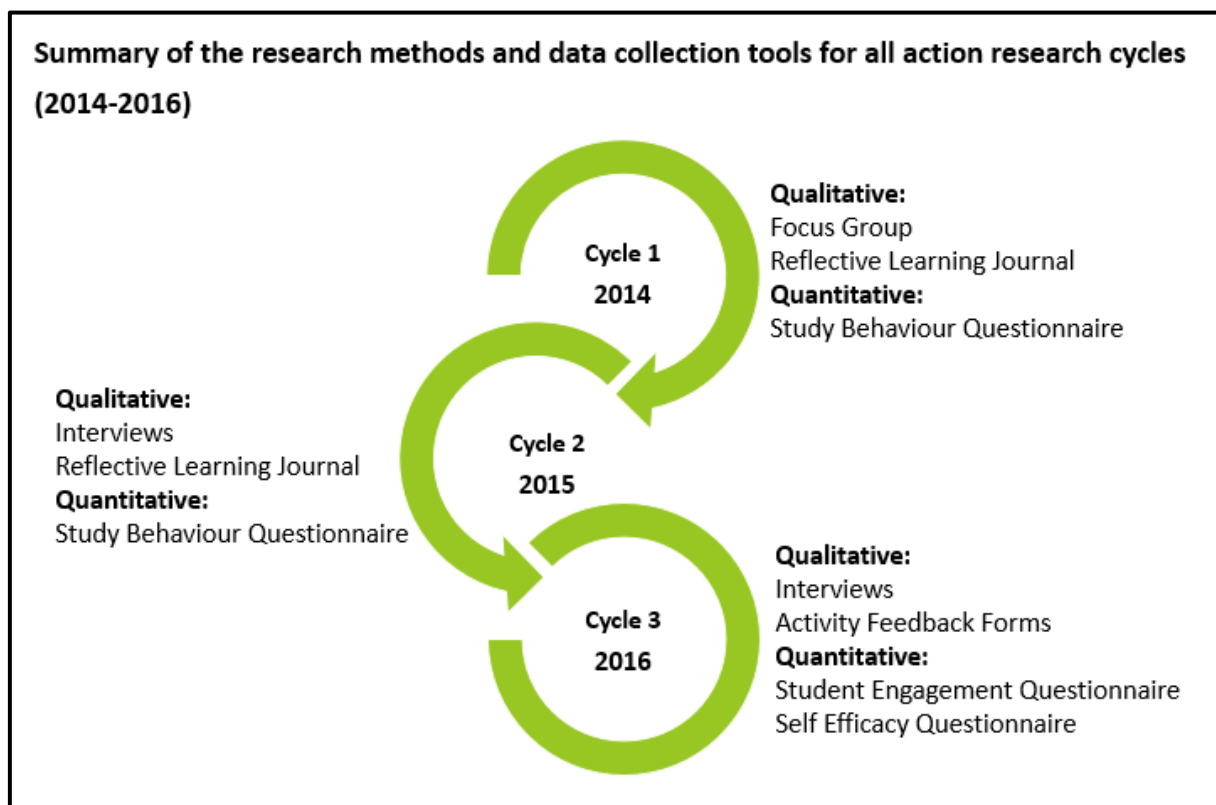 Summary of the research methods and data collection tools for all action research cycles
(2014-2016)
Cycle 1
2014
Qualitative:
Focus Group
Reflective Learning Journal
Quantitative:
Study Behaviour Questionnaire
Qualitative:
Interviews
Reflective Learning Journal
Quantitative:
Study Behaviour Questionnaire
Cycle 2
2015
Cycle 3
2016
Qualitative:
Interviews
Activity Feedback Forms
Quantitative:
Student Engagement Questionnaire
Self Efficacy Questionnaire